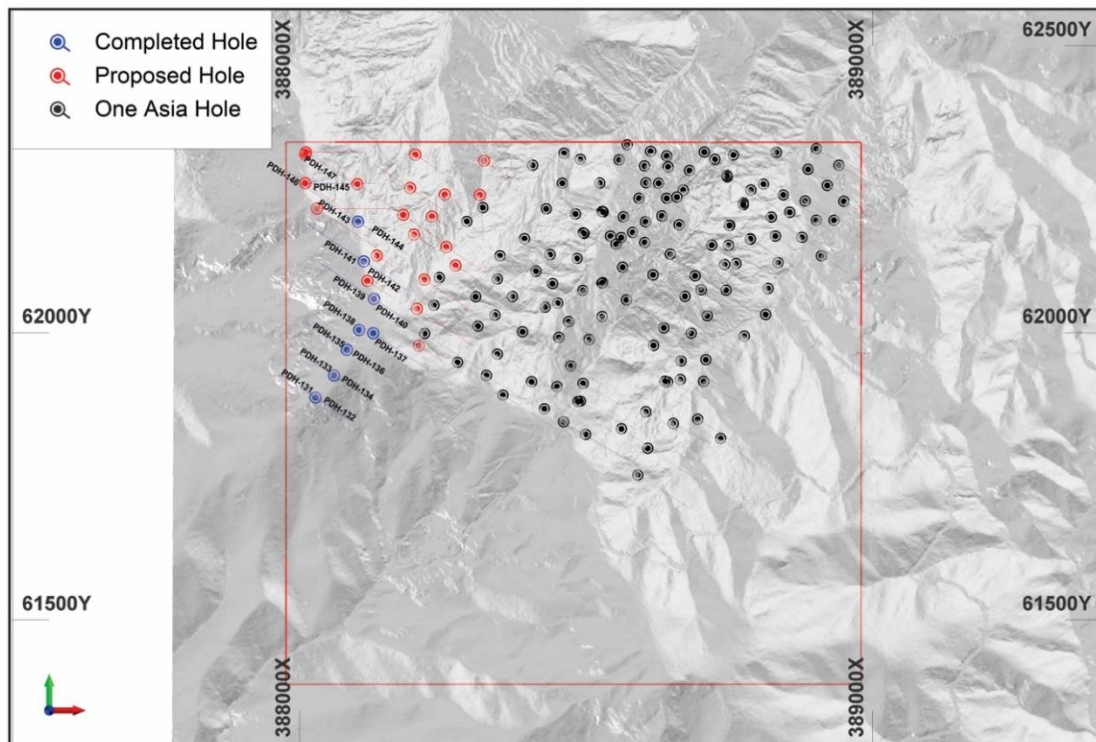 Completed Hole
Proposed Hole
One Asia Hole
388000X
389000X
62500Y
PDH-147
PDH-146
PDH-145
PDH-143
PDH-144
PDH-141
PDH-142
PDH-139
PDH-140
PDH-138
PDH-137
PDH-135
PDH-136
PDH-133
PDH-134
PDH-131
PDH-132
62000Y
62000Y
61500Y
61500Y
388000X
389000X